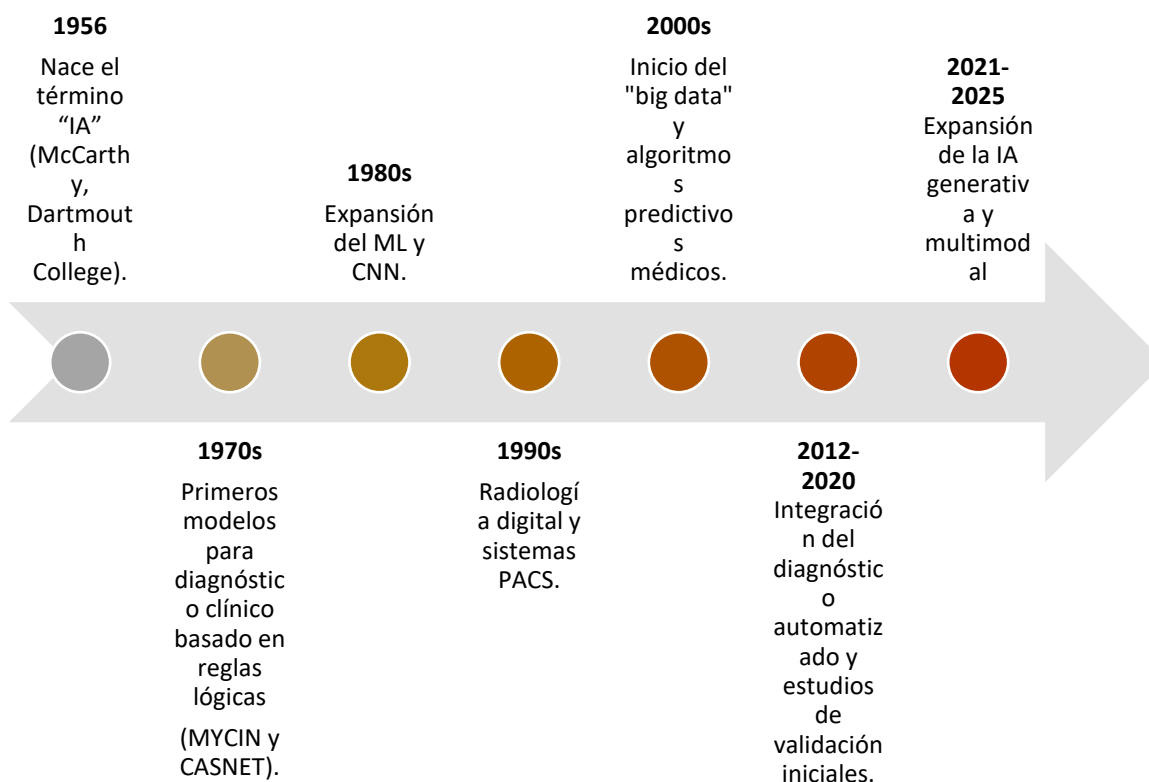 1956
Nace el
término
“IA”
(McCarth
y,
Dartmout
h
College).
1970s
Primeros
modelos
para
diagnóstic
o clínico
basado en
reglas
lógicas
(MYCIN y
CASNET).
1980s
Expansión
del ML y
CNN.
1990s
Radiologí
a digital y
sistemas
PACS.
2000s
Inicio del
"big data"
y
algoritmo
s
predictivo
s
médicos.
2012-
2020
Integració
n del
diagnóstic
o
automatiz
ado y
estudios
de
validación
iniciales.
2021-
2025
Expansión
de la IA
generativ
a y
multimod
al